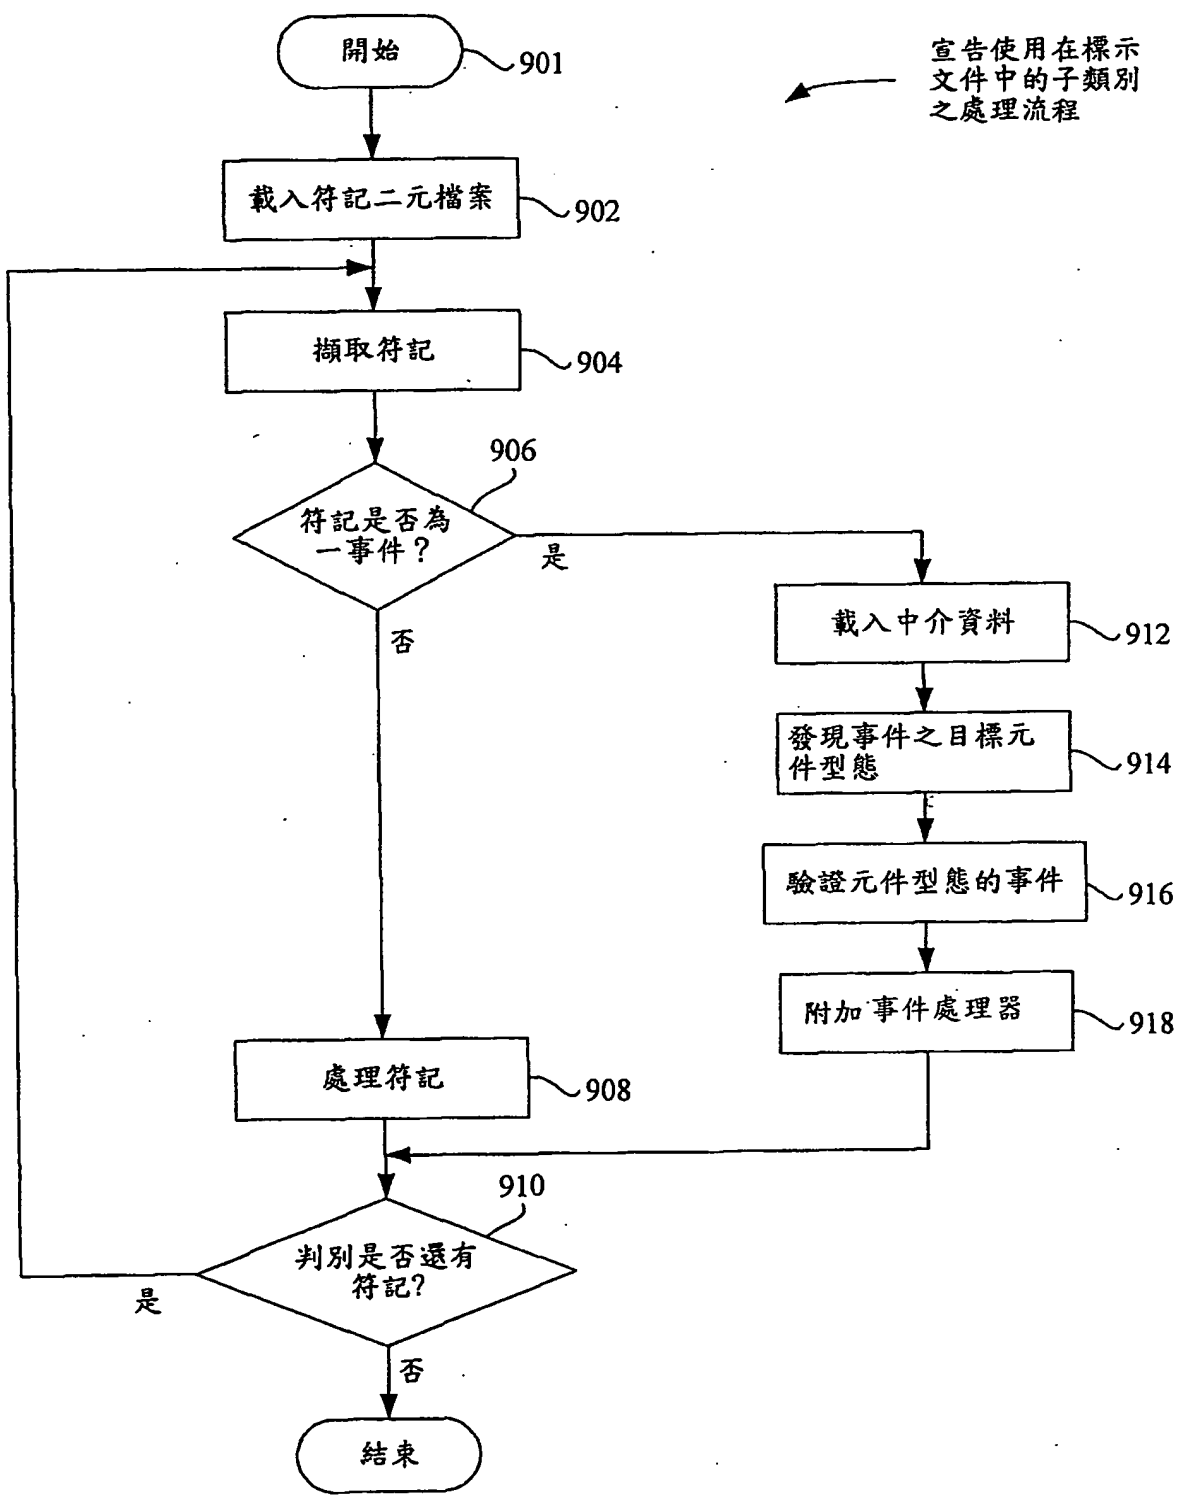 開始
901
宣告使用在標示
文件中的子類別
之處理流程
載入符記二元檔案
902
擷取符記
904
906
符記是否為
一事件？
是
否
載入中介資料
912
發現事件之目標元
件型態
914
驗證元件型態的事件
916
附加事件處理器
918
處理符記
908
910
判別是否還有
符記?
是
否
結束